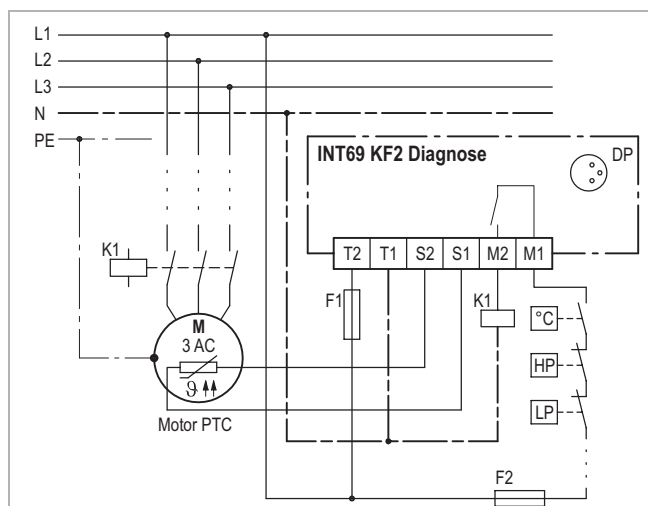 L1
L2
L3
N
PE
INT69 KF2 Diagnose
DP
T2 T1 S2 S1 M2 M1
K1
F1
K1
°C
HP
LP
M
3 AC
ϑ
Motor PTC
F2